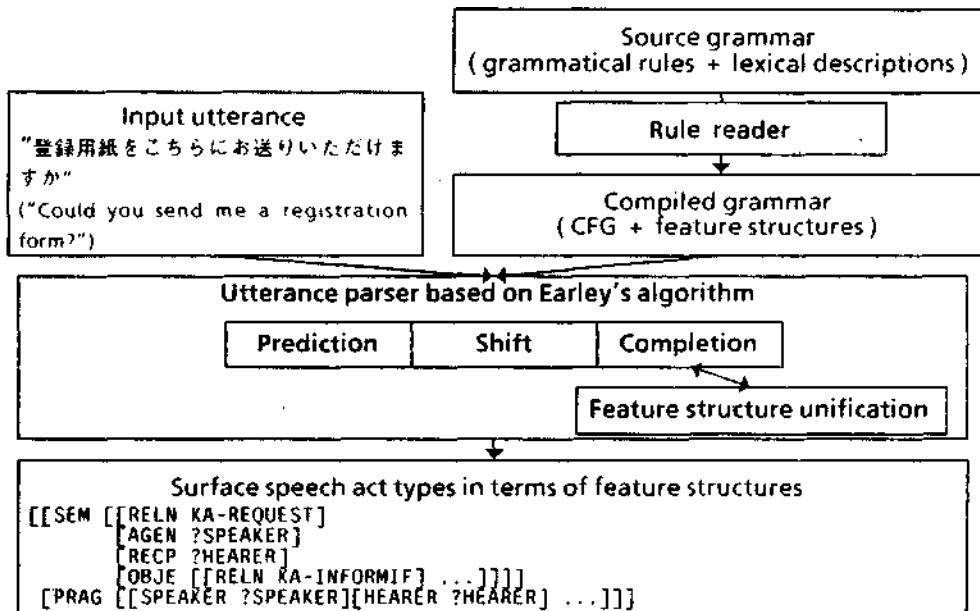 Source grammar
( grammatical rules + lexical descriptions )
Input utterance
"登録用紙をこちらにお送りいただけま
すか"
("Could you send me a registration
form?")
Rule reader
Compiled grammar
(CFG + feature structures)
Utterance parser based on Earley's algorithm
Prediction Shift Completion
Feature structure unification
Surface speech act types in terms of feature structures
[[SEM [[RELN KA-REQUEST]
[AGEN ?SPEAKER]
[RECP ?HEARER]
[OBJE [[RELN KA-INFORMIF] ...]]]]
[PRAG [[SPEAKER ?SPEAKER][HEARER ?HEARER] ...]]]